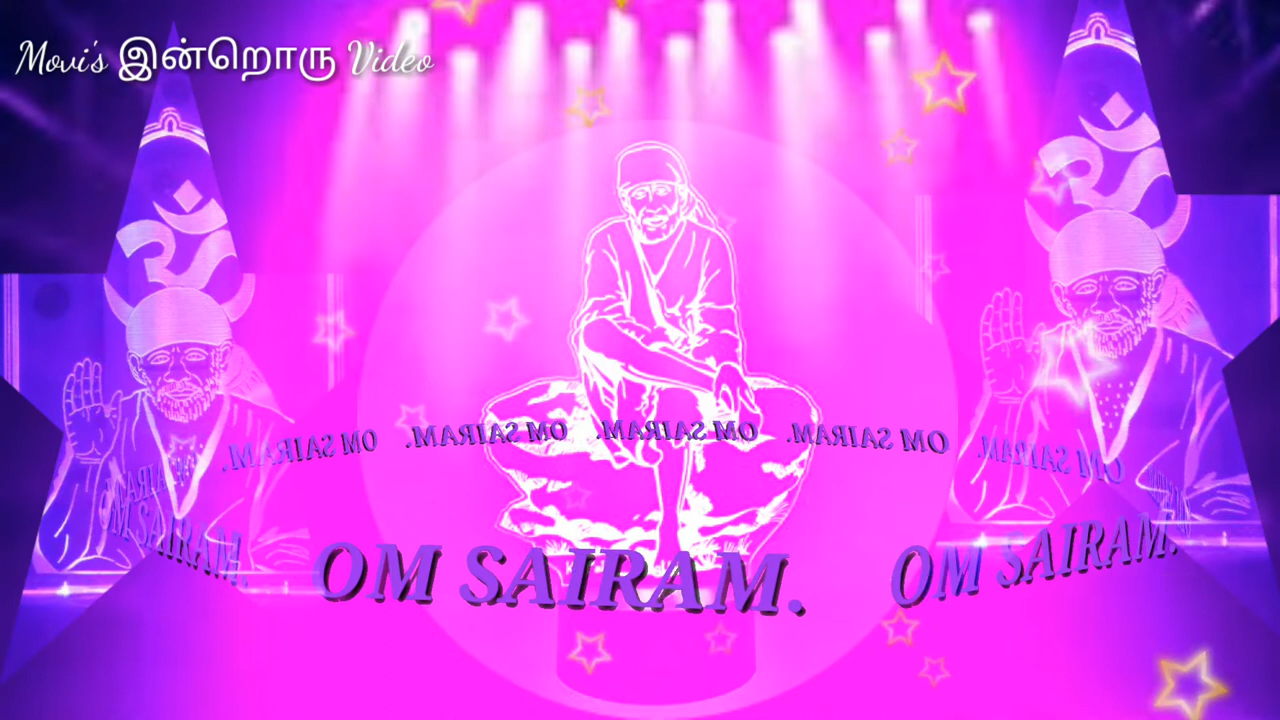 Movi's இன்றொரு Video
ॐ
ॐ
OM SAIRAM. OM SAIRAM. OM SAIRAM. OM SAIRAM. OM SAIRAM.
OM SAIRAM. OM SAIRAM. OM SAIRAM.